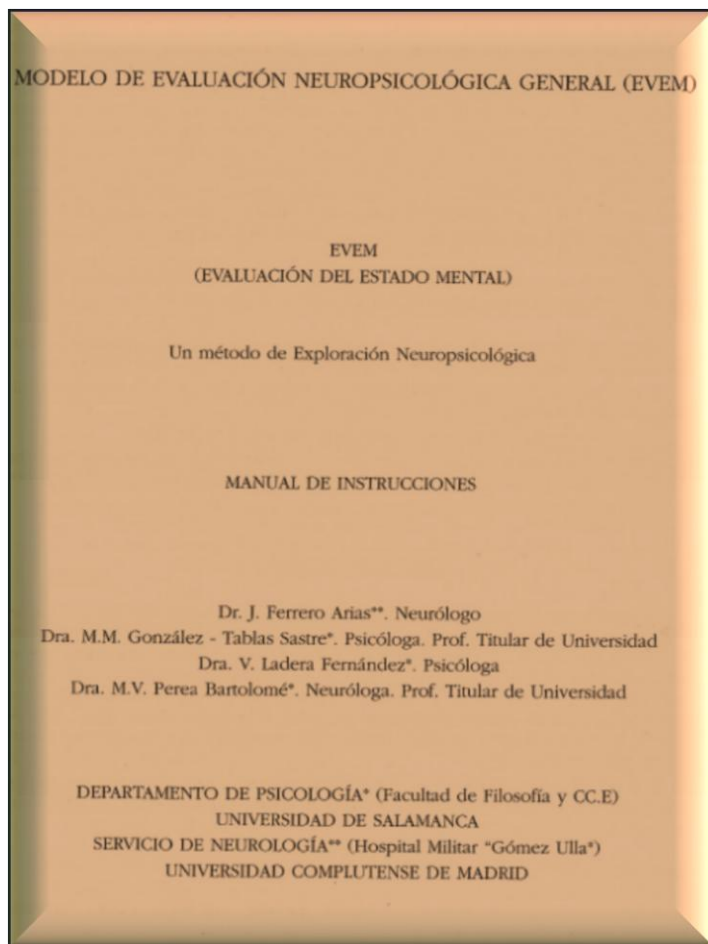 MODELO DE EVALUACIÓN NEUROPSICOLÓGICA GENERAL (EVEM)
EVEM
(EVALUACIÓN DEL ESTADO MENTAL)
Un método de Exploración Neuropsicológica
MANUAL DE INSTRUCCIONES
Dr. J. Ferrero Arias**. Neurólogo
Dra. M.M. González - Tablas Sastre*. Psicóloga. Prof. Titular de Universidad
Dra. V. Ladera Fernández*. Psicóloga
Dra. M.V. Perea Bartolomé*. Neuróloga. Prof. Titular de Universidad
DEPARTAMENTO DE PSICOLOGÍA* (Facultad de Filosofía y CC.E)
UNIVERSIDAD DE SALAMANCA
SERVICIO DE NEUROLOGÍA** (Hospital Militar "Gómez Ulla")
UNIVERSIDAD COMPLUTENSE DE MADRID